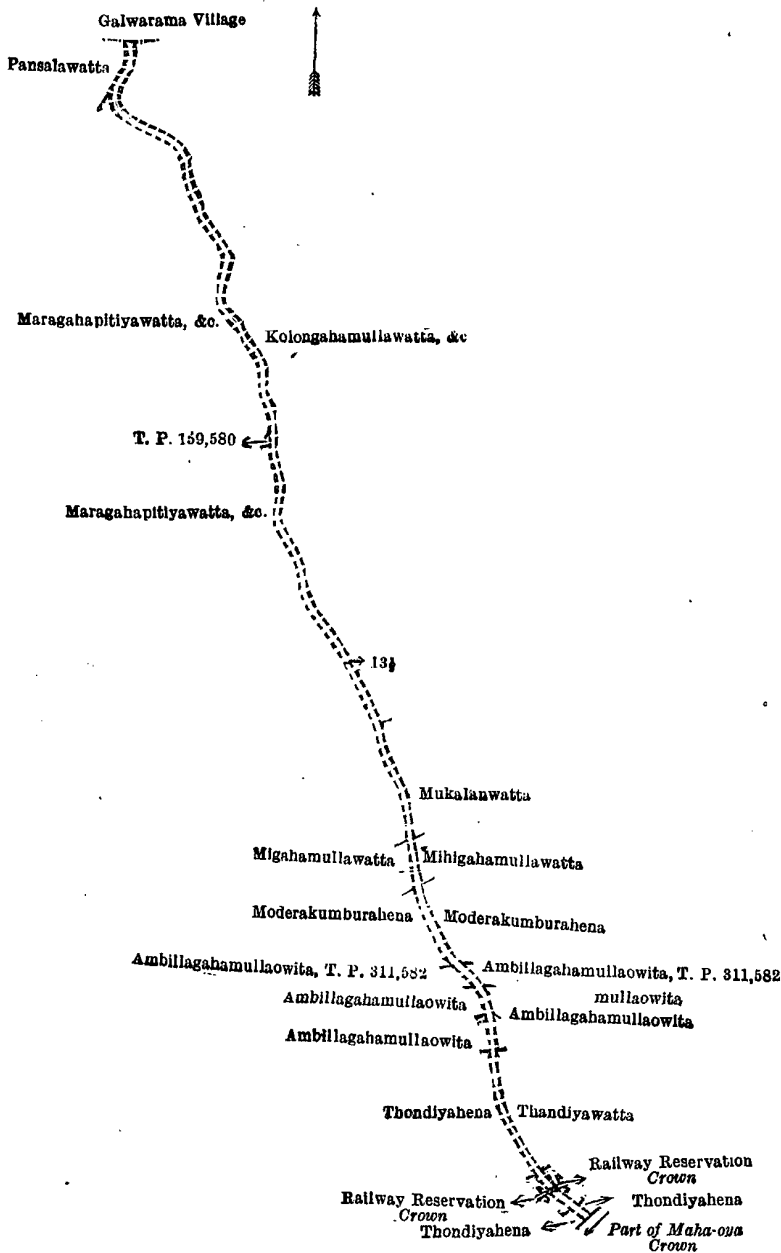 Galwarama Village
Pansalawatta
Maragahapitiyawatta, &c.
Kolongahamullawatta, &c
T. P. 159,580
Maragahapitiyawatta, &c.
13½
Mukalanwatta
Migahamullawatta
Mihigahamullawatta
Moderakumburahena
Moderakumburahena
Ambillagahamullaowita, T. P. 311,582
Ambillagahamullaowita, T. P. 311,582
mullaowita
Ambillagahamullaowita
Ambillagahamullaowita
Ambillagahamullaowita
Thondiyahena
Thandiyawatta
Railway Reservation
Crown
Railway Reservation
Crown
Thondiyahena
Thondiyahena
Part of Maha-oya
Crown